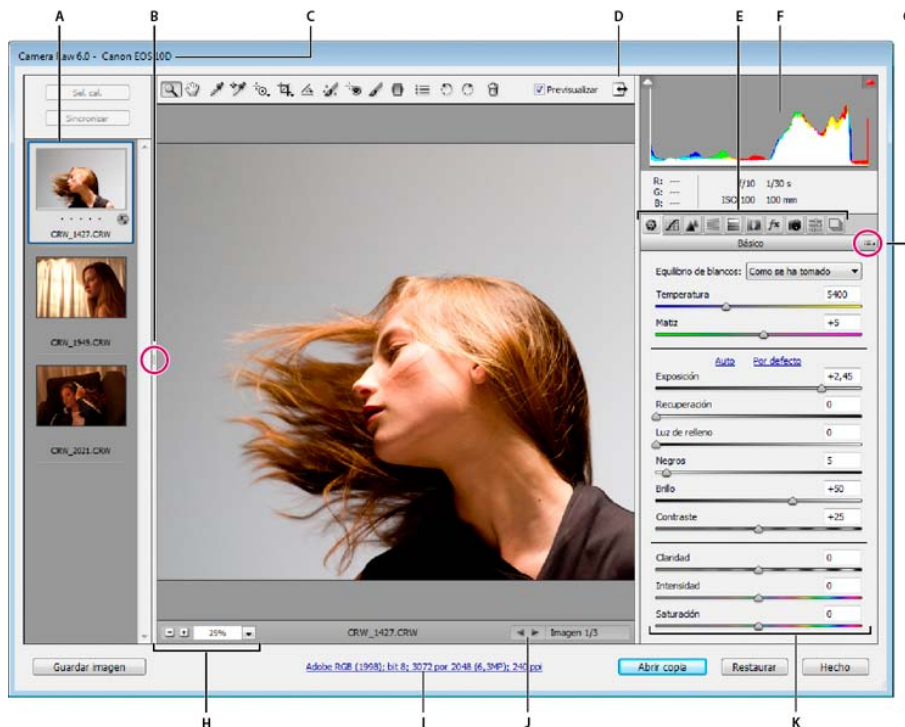 A B C D E F
Camera Raw 6.0 - Canon EOS 10D
Sel. cal.
Sincronizar
Previsualizar
R: ---
G: ---
B: ---
f/10 1/30 s
ISO 100 100 mm
fx
Básico
CRW_1427.CRW
CRW_1949.CRW
CRW_2021.CRW
Equilibrio de blancos: Como se ha tomado
Temperatura 5400
Matiz +5
Auto Por defecto
Exposición +2,45
Recuperación 0
Luz de relleno 0
Negros 5
Brillo +50
Contraste +25
Claridad 0
Intensidad 0
Saturación 0
25% CRW_1427.CRW Imagen 1/3
Guardar imagen
Adobe RGB (1998); bit 8; 3072 por 2048 (6,3MP); 240 ppi
Abrir copia Restaurar Hecho
H I J K